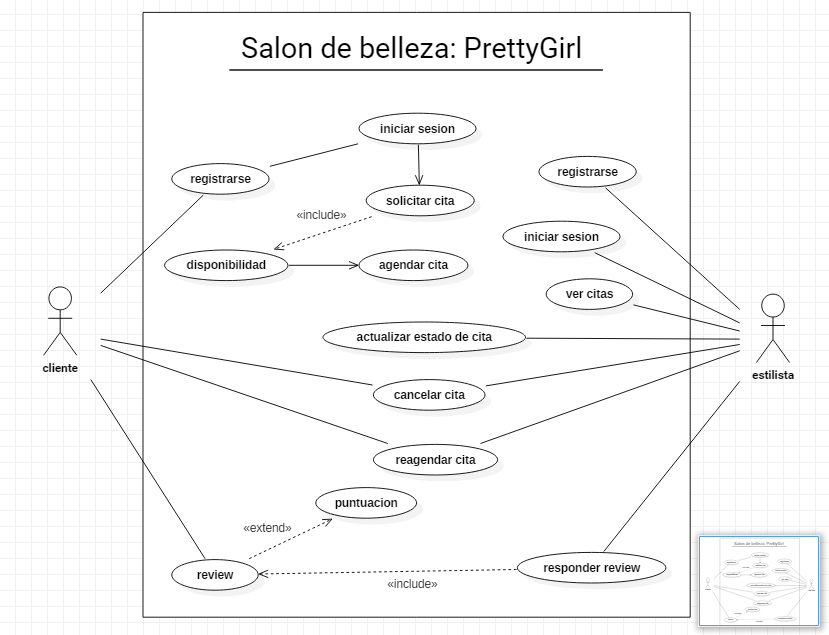 Salon de belleza: PrettyGirl
iniciar sesion
registrarse
registrarse
solicitar cita
«include»
iniciar sesion
disponibilidad
agendar cita
ver citas
actualizar estado de cita
cliente
estilista
cancelar cita
reagendar cita
puntuacion
«extend»
review
responder review
«include»